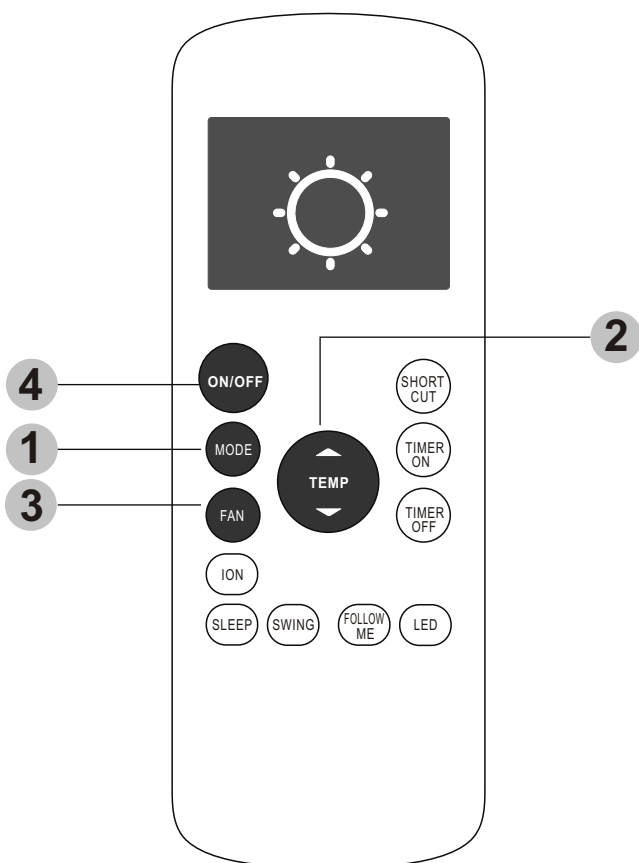 2
4
ON/OFF
SHORT
CUT
1
MODE
TEMP
TIMER
ON
3
FAN
TIMER
OFF
ION
SLEEP
SWING
FOLLOW
ME
LED